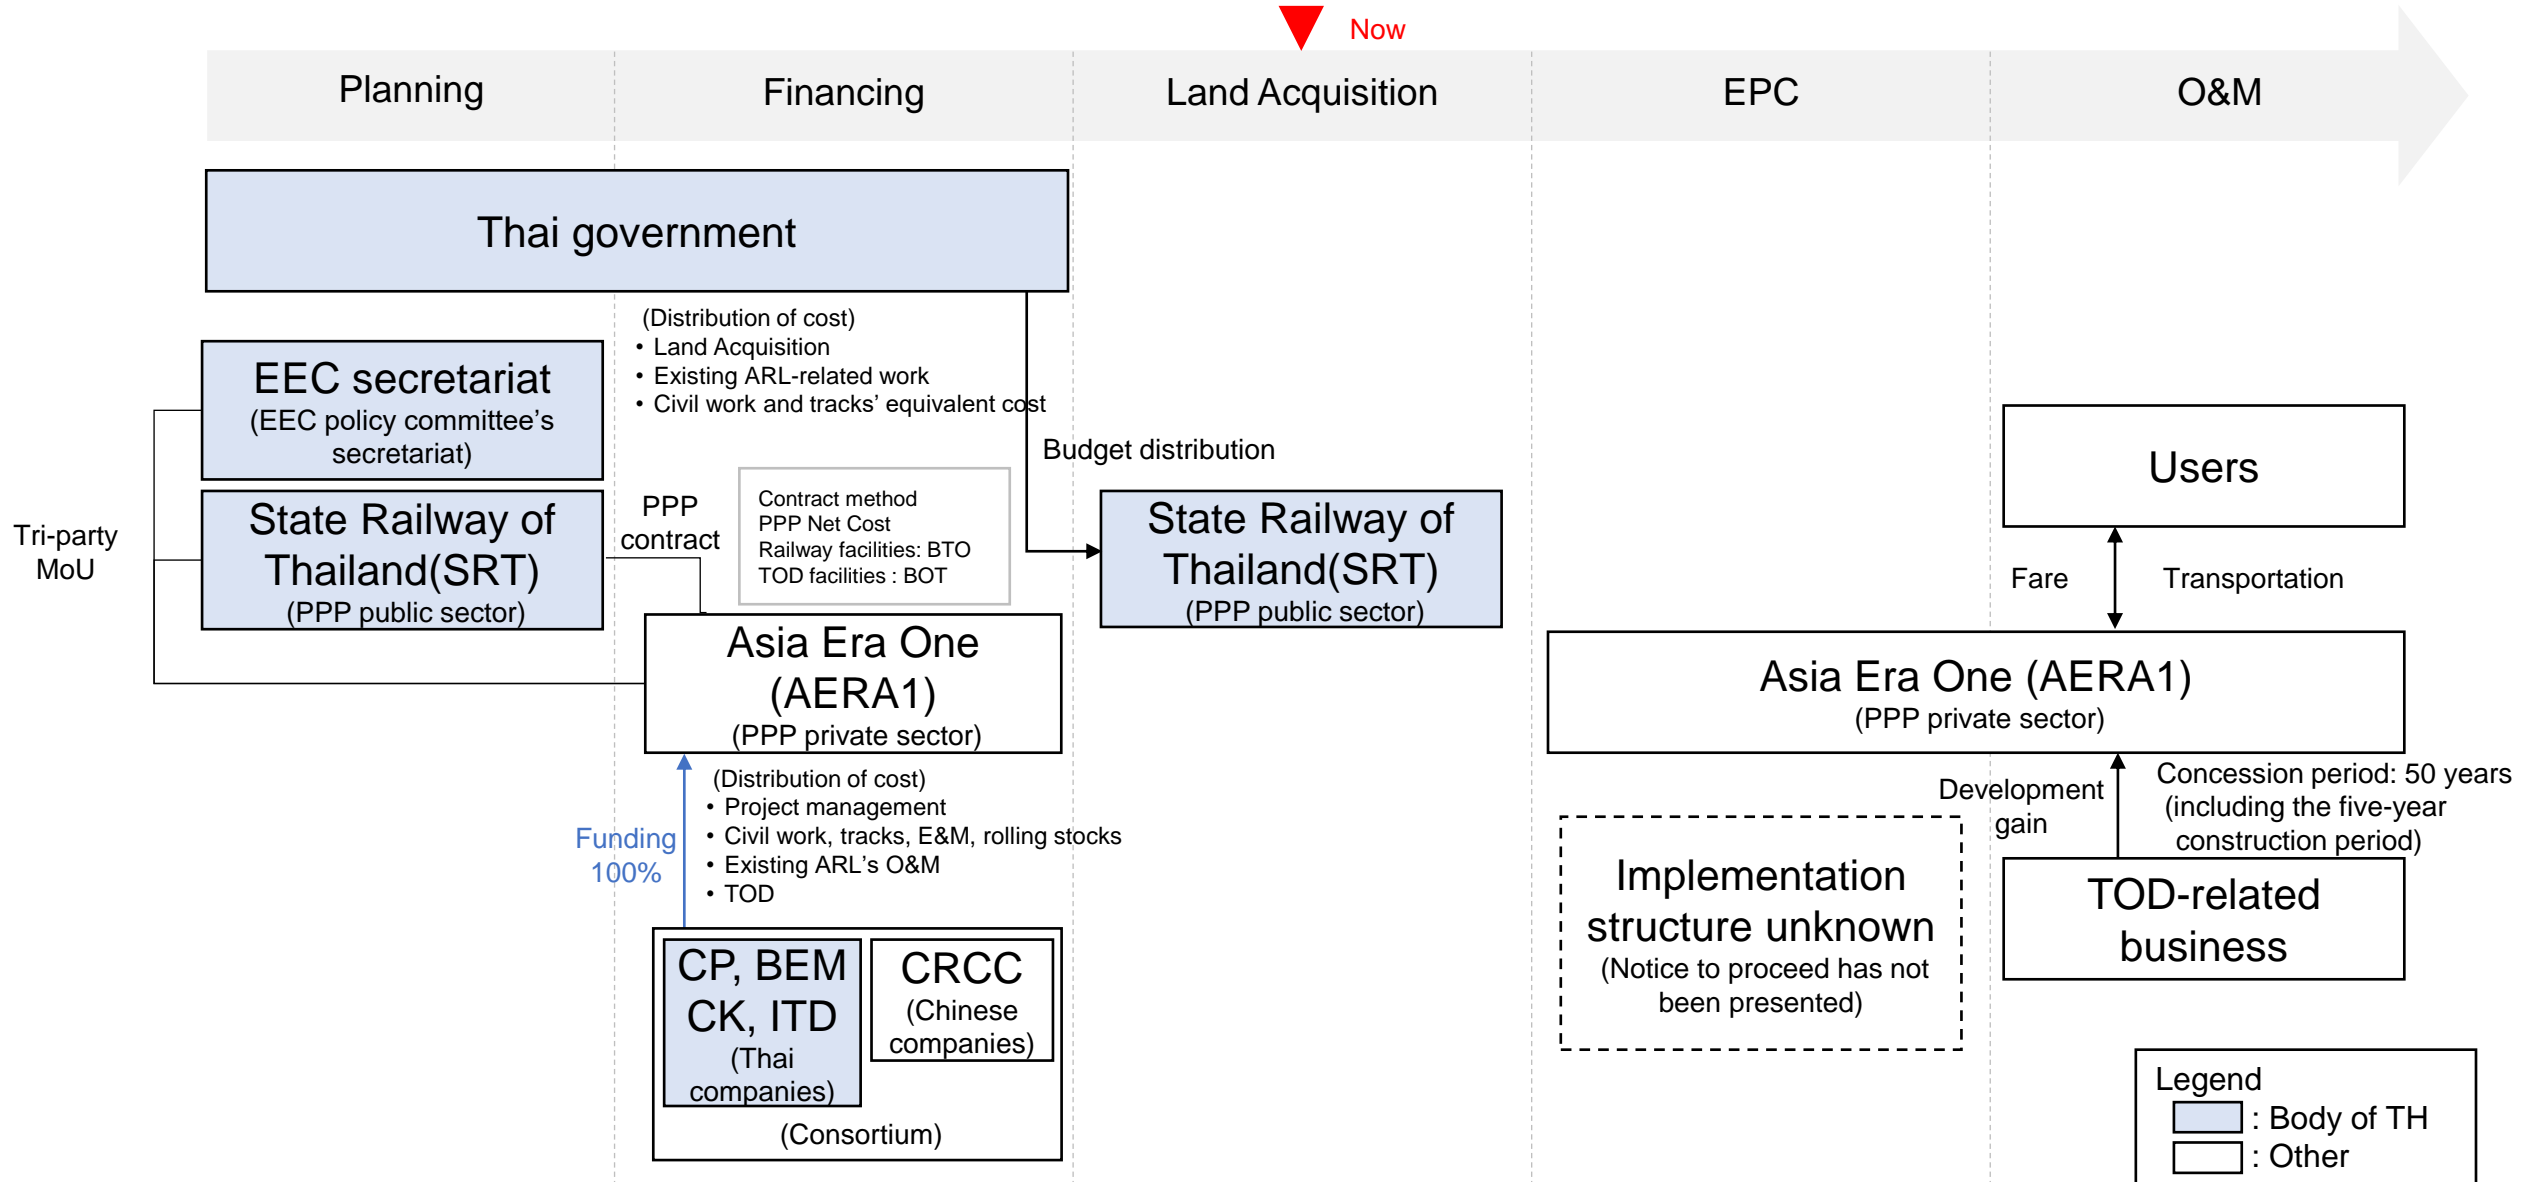 Now
Planning
Financing
Land Acquisition
EPC
O&M
Thai government
(Distribution of cost)
• Land Acquisition
• Existing ARL-related work
• Civil work and tracks' equivalent cost
EEC secretariat
(EEC policy committee's
secretariat)
Budget distribution
Tri-party
MoU
State Railway of
Thailand(SRT)
(PPP public sector)
PPP
contract
Contract method
PPP Net Cost
Railway facilities: BTO
TOD facilities : BOT
State Railway of
Thailand(SRT)
(PPP public sector)
Users
Fare
Transportation
Asia Era One
(AERA1)
(PPP private sector)
Asia Era One (AERA1)
(PPP private sector)
Funding
100%
(Distribution of cost)
• Project management
• Civil work, tracks, E&M, rolling stocks
• Existing ARL's O&M
• TOD
Development
gain
Concession period: 50 years
(including the five-year
construction period)
Implementation
structure unknown
(Notice to proceed has not
been presented)
TOD-related
business
CP, BEM
CK, ITD
(Thai
companies)
CRCC
(Chinese
companies)
(Consortium)
Legend
: Body of TH
: Other